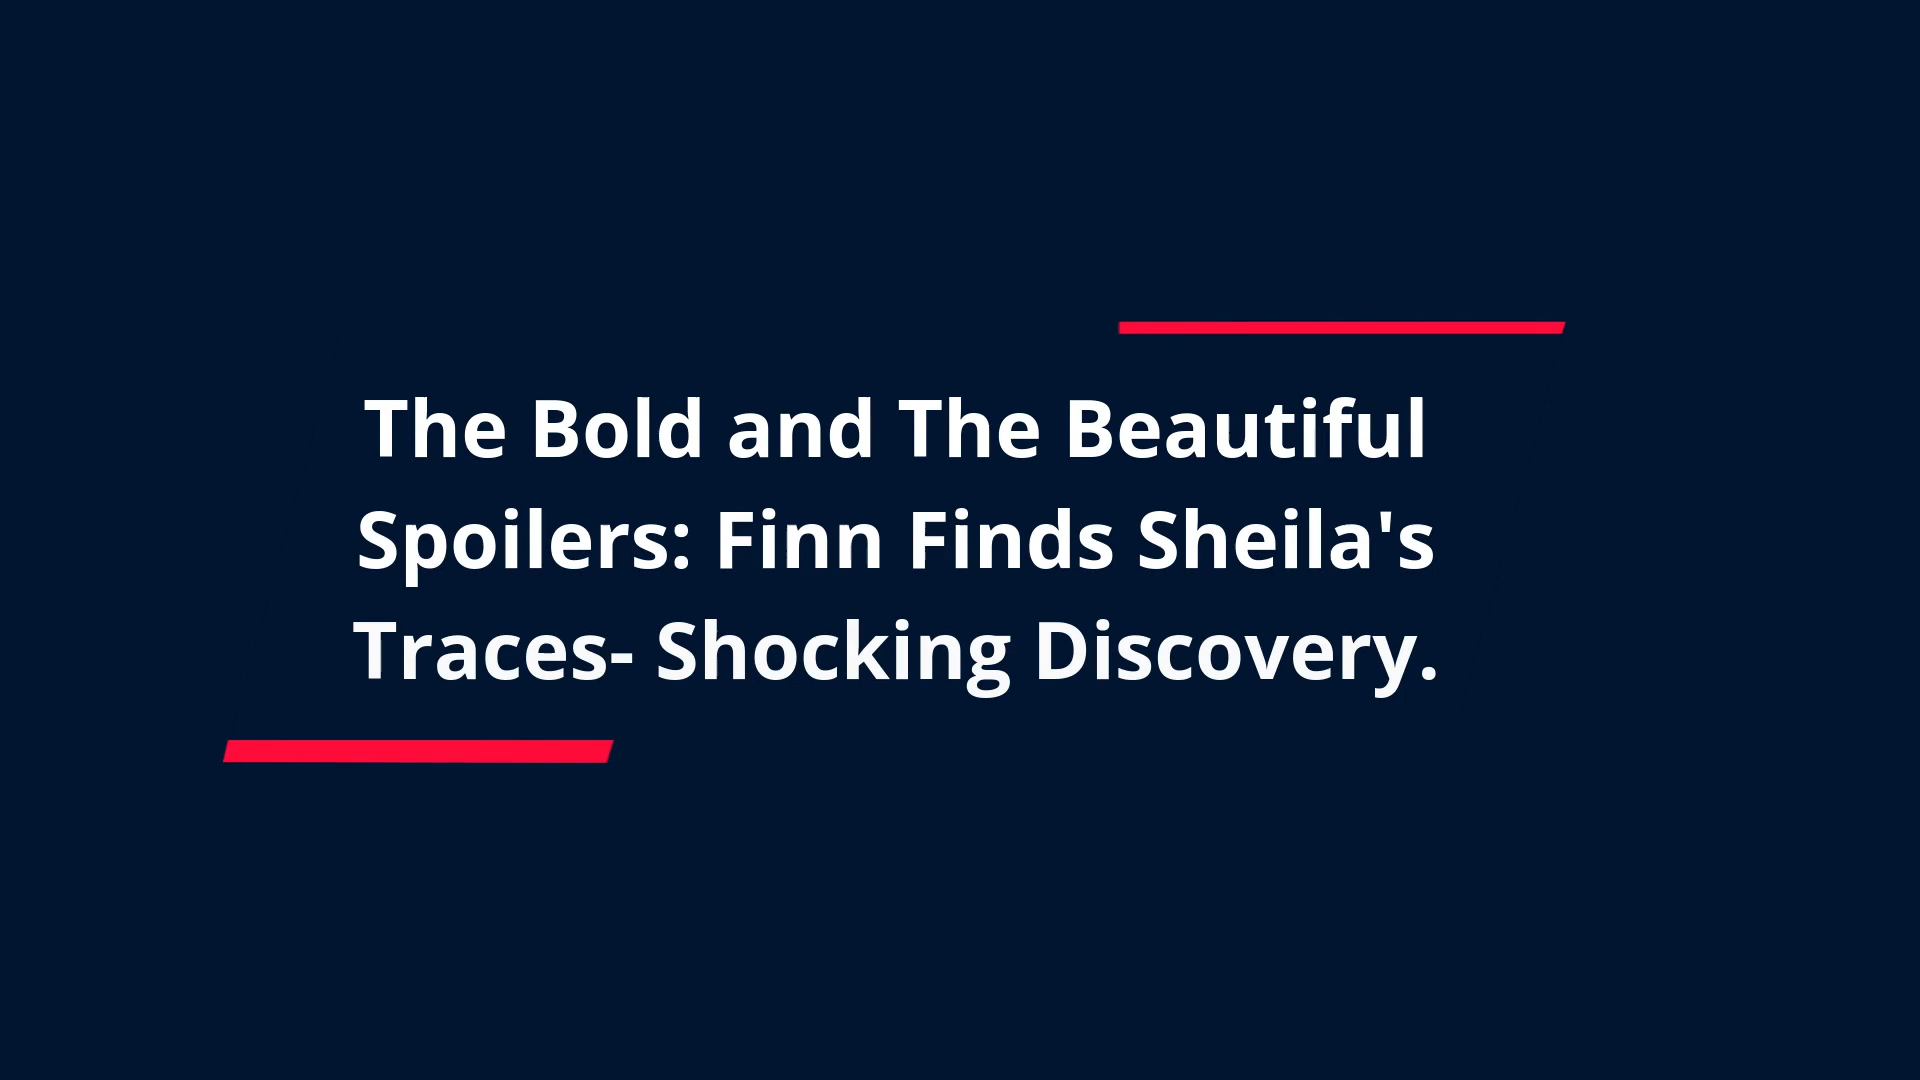 The Bold and The Beautiful
Spoilers: Finn Finds Sheila's
Traces- Shocking Discovery.